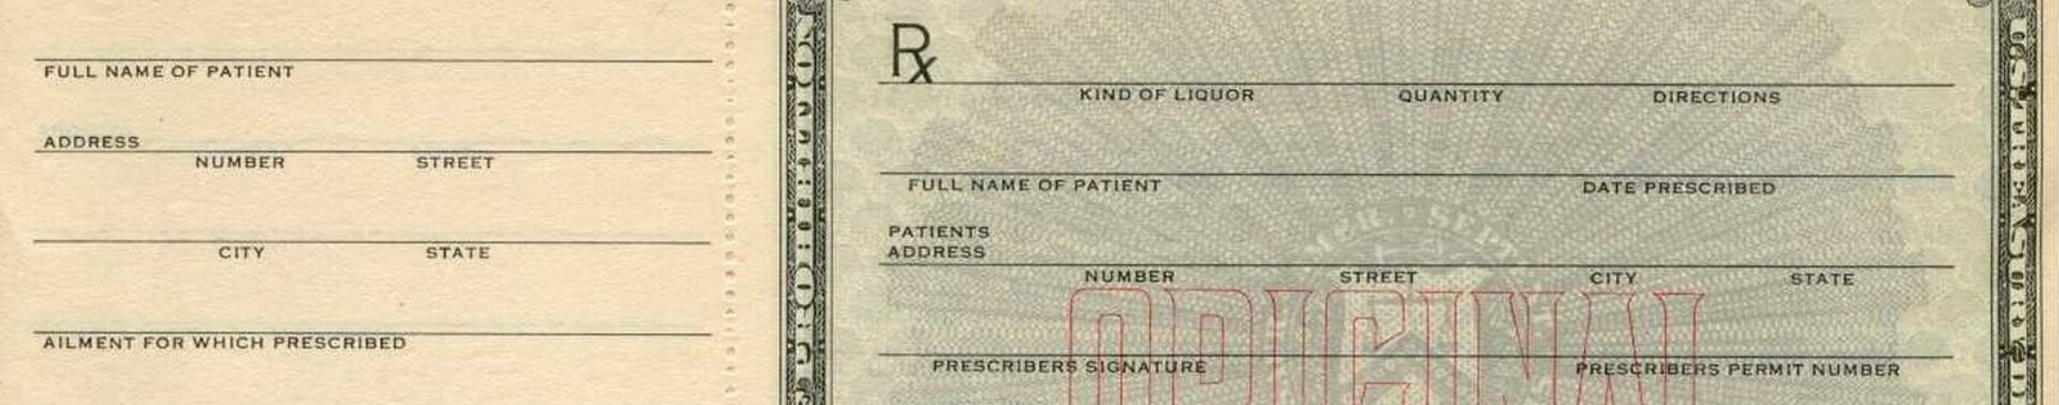 FULL NAME OF PATIENT
ADDRESS
NUMBER STREET
CITY STATE
AILMENT FOR WHICH PRESCRIBED
Rx
KIND OF LIQUOR QUANTITY DIRECTIONS
FULL NAME OF PATIENT DATE PRESCRIBED
PATIENTS
ADDRESS
NUMBER STREET CITY STATE
ORIGINAL
PRESCRIBERS SIGNATURE PRESCRIBERS PERMIT NUMBER